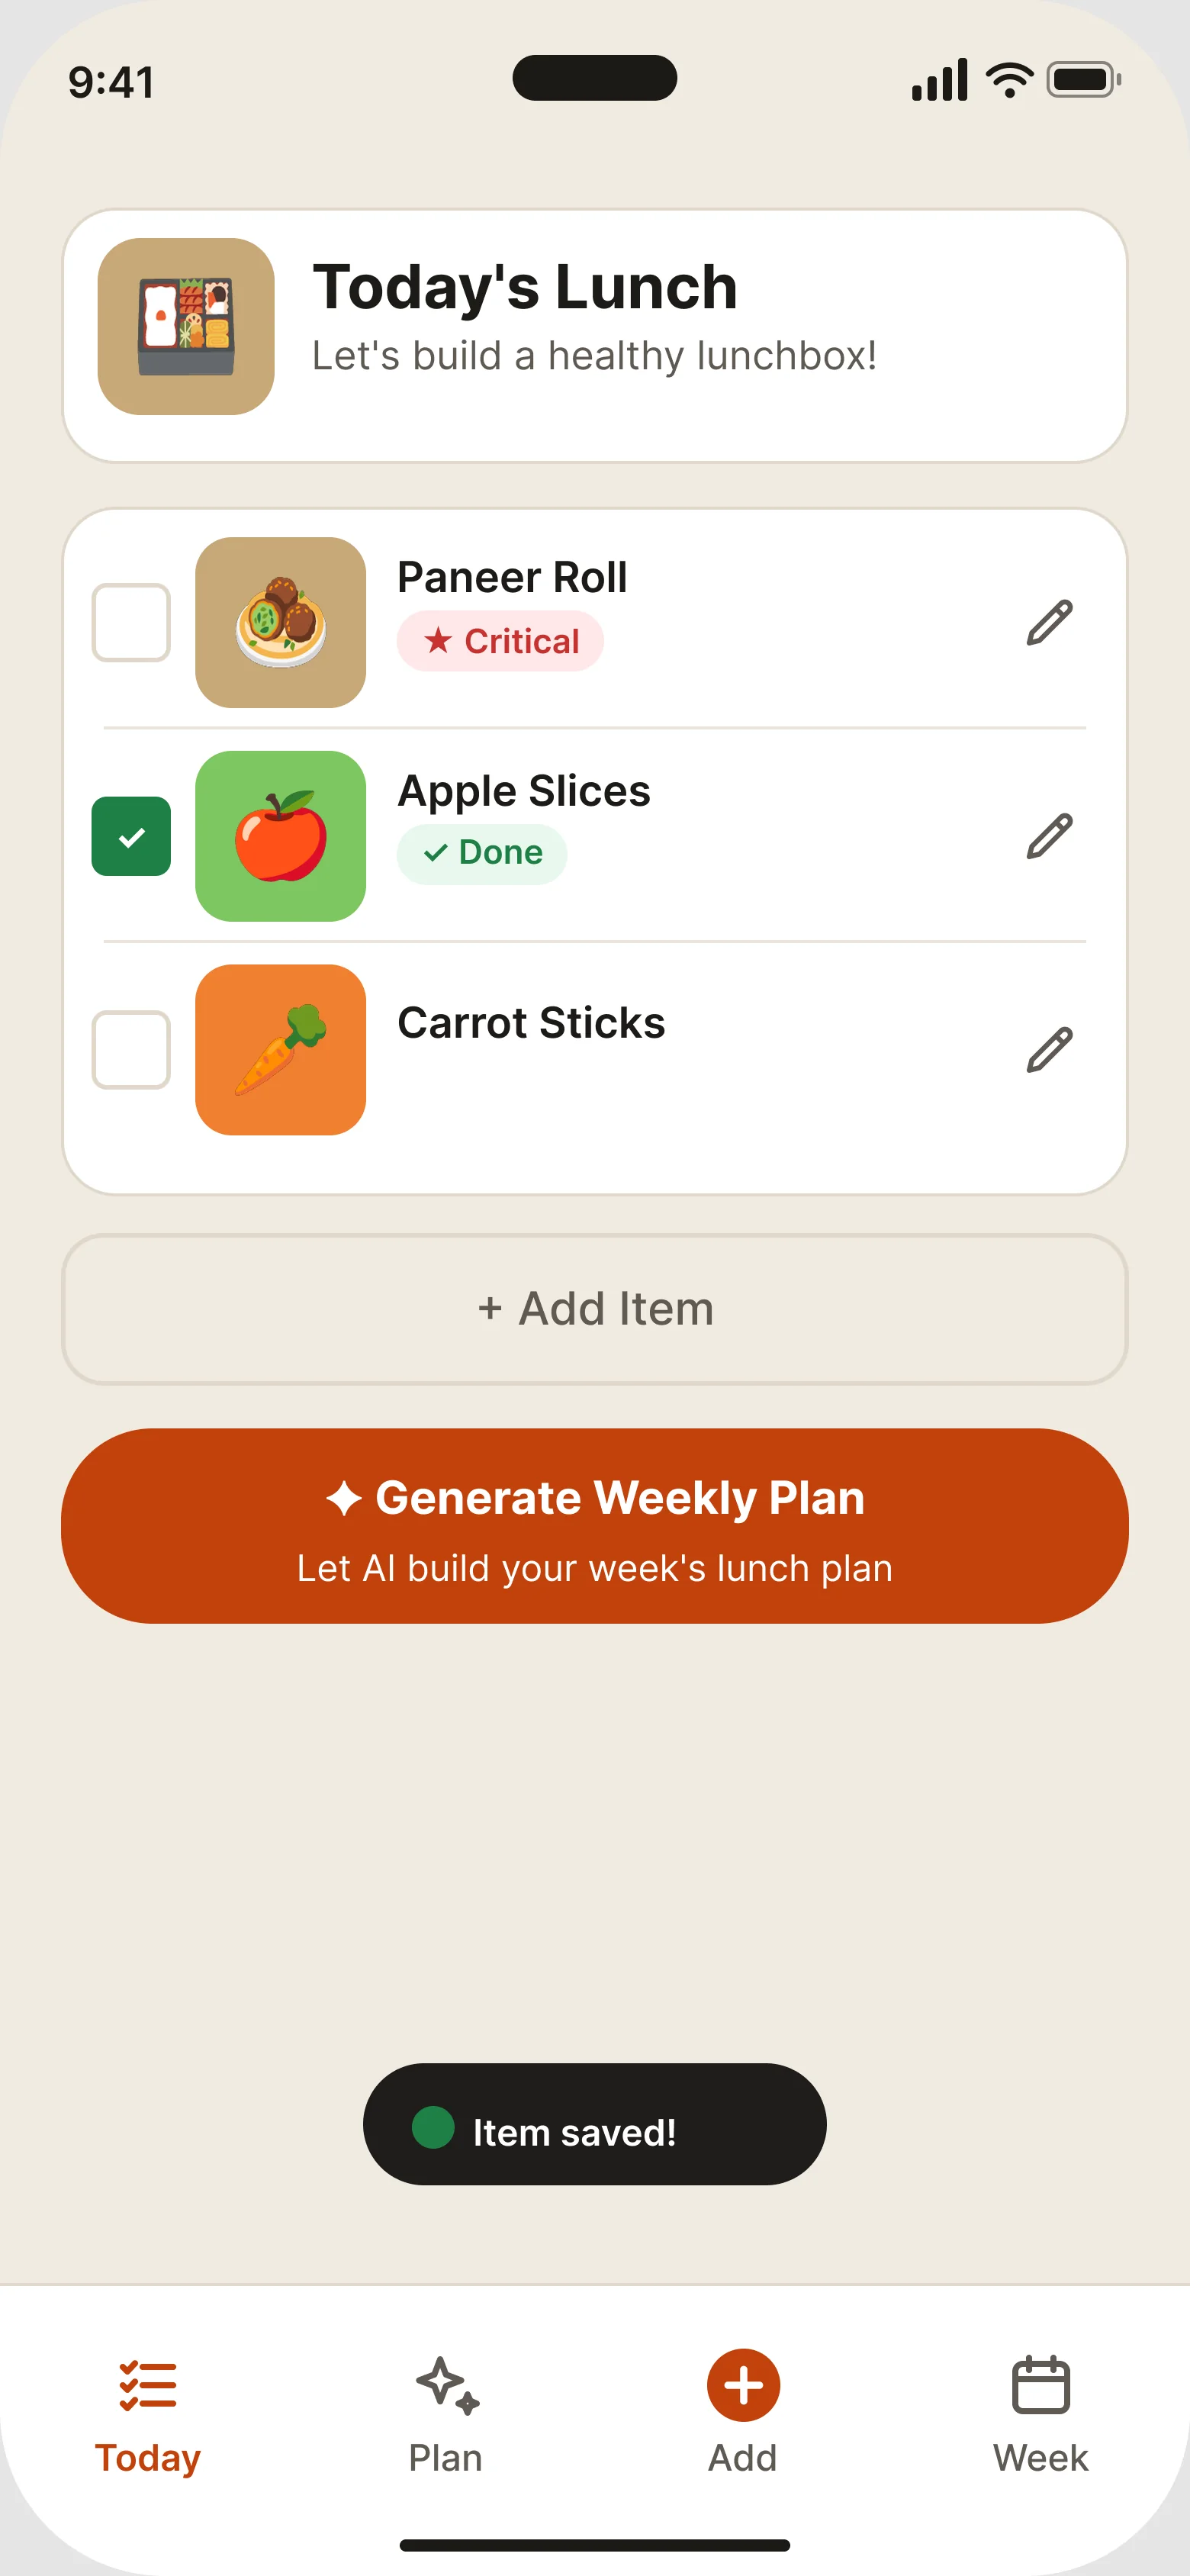 9:41
Today's Lunch
Let's build a healthy lunchbox!
Paneer Roll
★ Critical
Apple Slices
✓ Done
Carrot Sticks
+ Add Item
✦ Generate Weekly Plan
Let AI build your week's lunch plan
Item saved!
Today
Plan
Add
Week